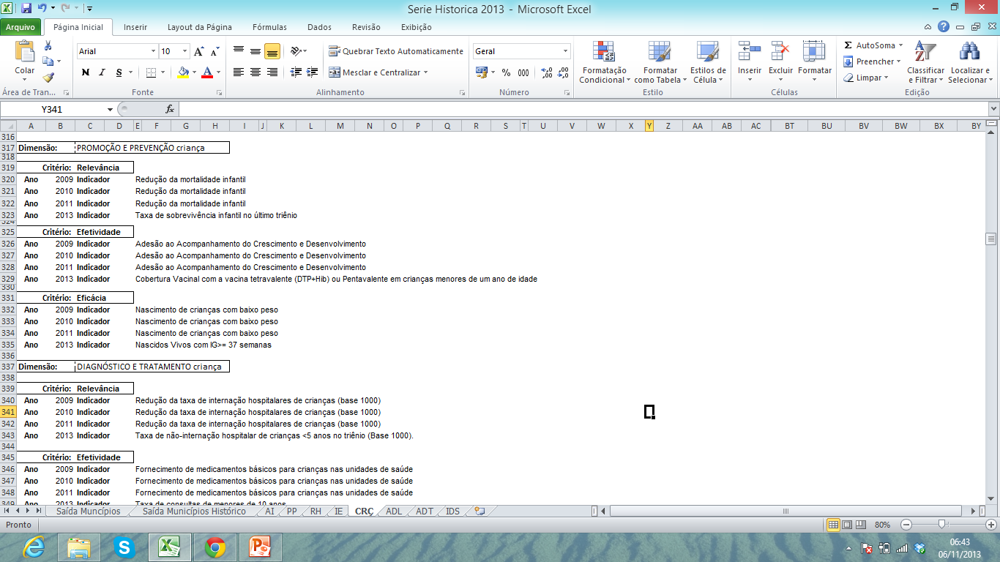 Serie Historica 2013 - Microsoft Excel
Arquivo Página Inicial Inserir Layout da Página Fórmulas Dados Revisão Exibição
Colar
Área de Tran...
Arial 10
N I S
Fonte
Quebrar Texto Automaticamente
Mesclar e Centralizar
Alinhamento
Geral
% 000
Número
Formatação Condicional
Formatar como Tabela
Estilos de Célula
Estilo
Inserir Excluir Formatar
Células
Σ AutoSoma
Preencher
Limpar
Classificar e Filtrar
Localizar e Selecionar
Edição
Y341 fx
A B C D E F G H I J K L M N O P Q R S T U V W X Y Z AA AB AC BT BU BV BW BX BY
316
317 Dimensão: PROMOÇÃO E PREVENÇÃO criança
318
319 Critério: Relevância
320 Ano 2009 Indicador Redução da mortalidade infantil
321 Ano 2010 Indicador Redução da mortalidade infantil
322 Ano 2011 Indicador Redução da mortalidade infantil
323 Ano 2013 Indicador Taxa de sobrevivência infantil no último triênio
324
325 Critério: Efetividade
326 Ano 2009 Indicador Adesão ao Acompanhamento do Crescimento e Desenvolvimento
327 Ano 2010 Indicador Adesão ao Acompanhamento do Crescimento e Desenvolvimento
328 Ano 2011 Indicador Adesão ao Acompanhamento do Crescimento e Desenvolvimento
329 Ano 2013 Indicador Cobertura Vacinal com a vacina tetravalente (DTP+Hib) ou Pentavalente em crianças menores de um ano de idade
330
331 Critério: Eficácia
332 Ano 2009 Indicador Nascimento de crianças com baixo peso
333 Ano 2010 Indicador Nascimento de crianças com baixo peso
334 Ano 2011 Indicador Nascimento de crianças com baixo peso
335 Ano 2013 Indicador Nascidos Vivos com IG>= 37 semanas
336
337 Dimensão: DIAGNÓSTICO E TRATAMENTO criança
338
339 Critério: Relevância
340 Ano 2009 Indicador Redução da taxa de internação hospitalares de crianças (base 1000)
341 Ano 2010 Indicador Redução da taxa de internação hospitalares de crianças (base 1000)
342 Ano 2011 Indicador Redução da taxa de internação hospitalares de crianças (base 1000)
343 Ano 2013 Indicador Taxa de não-internação hospitalar de crianças <5 anos no triênio (Base 1000).
344
345 Critério: Efetividade
346 Ano 2009 Indicador Fornecimento de medicamentos básicos para crianças nas unidades de saúde
347 Ano 2010 Indicador Fornecimento de medicamentos básicos para crianças nas unidades de saúde
348 Ano 2011 Indicador Fornecimento de medicamentos básicos para crianças nas unidades de saúde
349 Ano 2013 Indicador Taxa de consultas de menores de 10 anos
Saída Muncípios Saída Municípios Histórico AI PP RH IE CRÇ ADL ADT IDS
Pronto 80%
06:43
06/11/2013